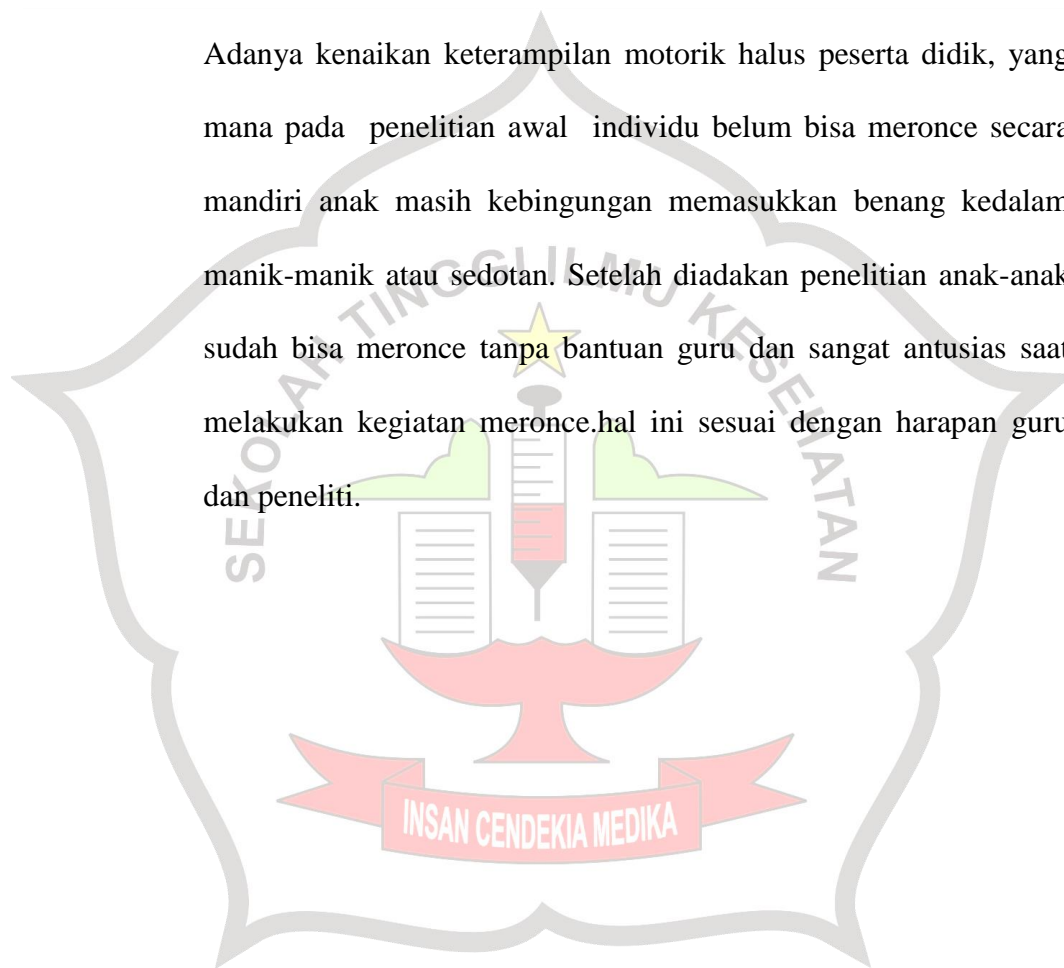 Adanya kenaikan keterampilan motorik halus peserta didik, yang
mana pada penelitian awal individu belum bisa meronce secara
mandiri anak masih kebingungan memasukkan benang kedalam
manik-manik atau sedotan. Setelah diadakan penelitian anak-anak
sudah bisa meronce tanpa bantuan guru dan sangat antusias saat
melakukan kegiatan meronce.hal ini sesuai dengan harapan guru
dan peneliti.
SEKOLAH TINGGI ILMU KESEHATAN
INSAN CENDEKIA MEDIKA